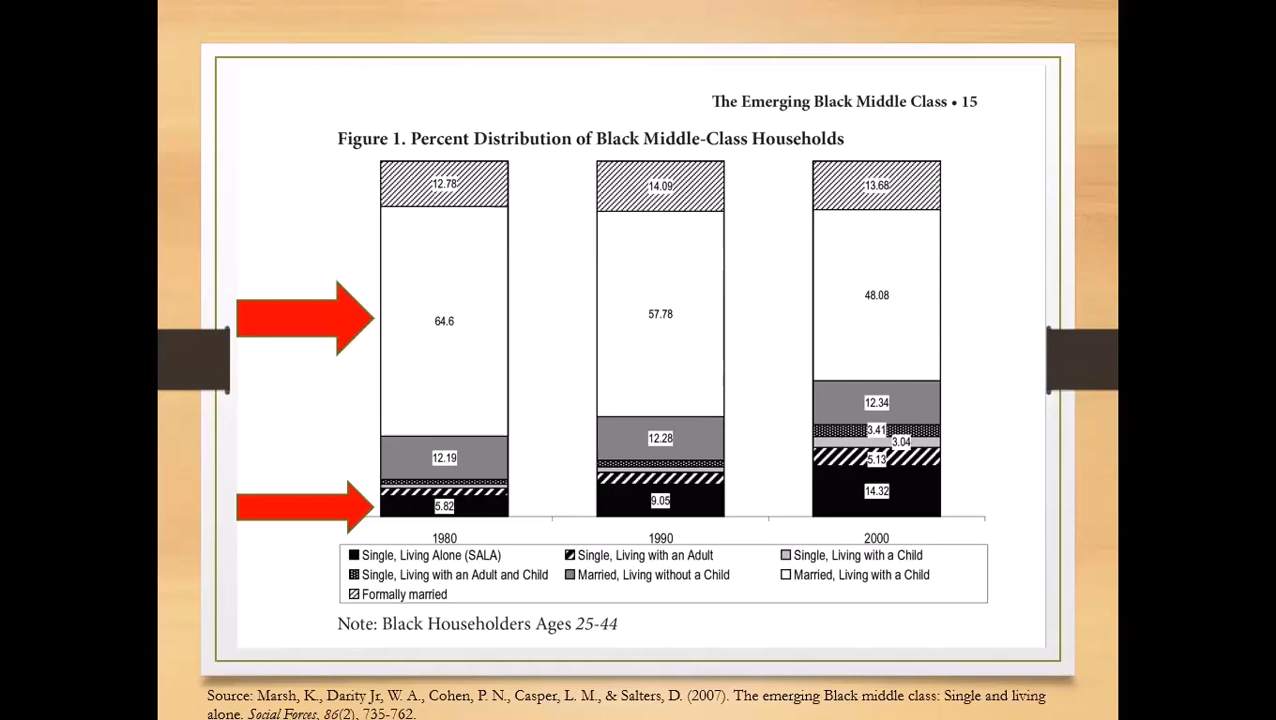 The Emerging Black Middle Class • 15
Figure 1. Percent Distribution of Black Middle-Class Households
12.78
14.09
13.68
64.6
57.78
48.08
12.19
12.28
12.34
3.41
3.04
5.13
5.82
9.05
14.32
1980
1990
2000
Single, Living Alone (SALA)
Single, Living with an Adult
Single, Living with a Child
Single, Living with an Adult and Child
Married, Living without a Child
Married, Living with a Child
Formally married
Note: Black Householders Ages 25-44
Source: Marsh, K., Darity Jr, W. A., Cohen, P. N., Casper, L. M., & Salters, D. (2007). The emerging Black middle class: Single and living
alone. Social Forces, 86(2), 735-762.